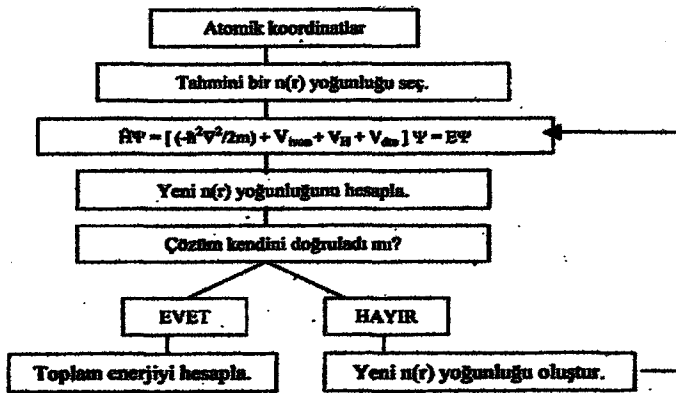 Atomik koordinatlar
Tahmini bir n(r) yoğunluğu seç.
ĤΨ = [ (-ħ²∇²/2m) + V_iyon + V_H + V_dto ] Ψ = EΨ
Yeni n(r) yoğunluğunu hesapla.
Çözüm kendini doğruladı mı?
EVET HAYIR
Toplam enerjiyi hesapla. Yeni n(r) yoğunluğu oluştur.